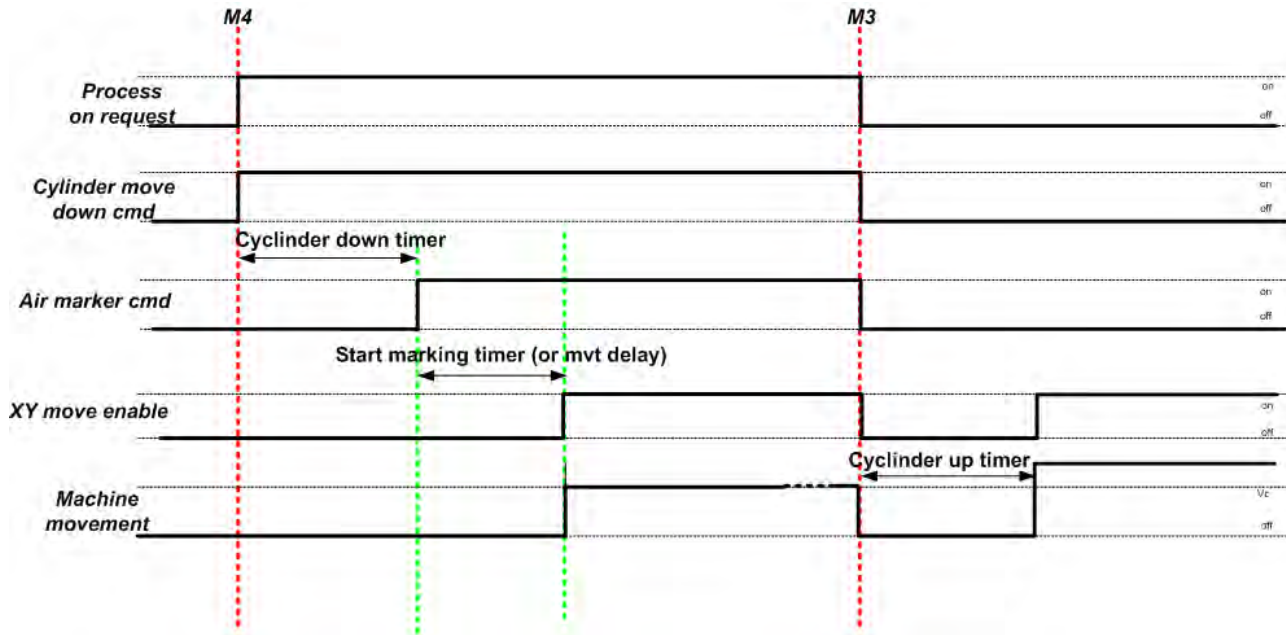 M4
M3
Process
on request
on
off
Cylinder move
down cmd
on
off
Cyclinder down timer
Air marker cmd
on
off
Start marking timer (or mvt delay)
XY move enable
on
off
Cyclinder up timer
Machine
movement
Vc
off